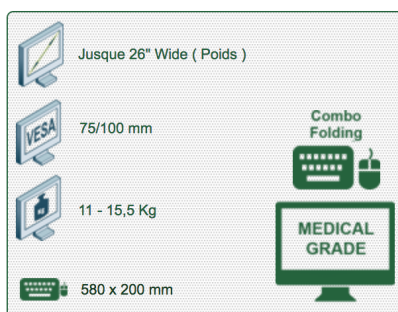 Jusque 26" Wide ( Poids )
VESA
75/100 mm
Combo
Folding
KG
11 - 15,5 Kg
MEDICAL
GRADE
580 x 200 mm